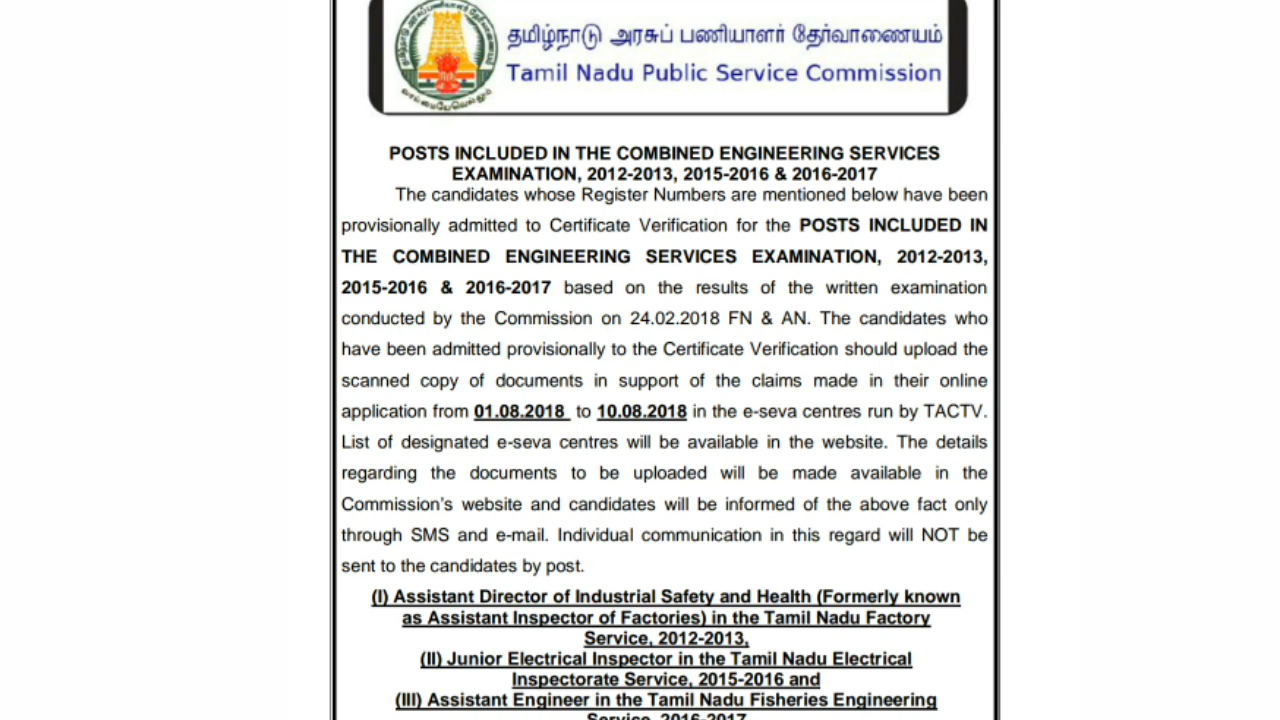 தமிழ்நாடு அரசுப் பணியாளர் தேர்வாணையம்
Tamil Nadu Public Service Commission
வாய்மையேவெல்லும்
POSTS INCLUDED IN THE COMBINED ENGINEERING SERVICES
EXAMINATION, 2012-2013, 2015-2016 & 2016-2017
The candidates whose Register Numbers are mentioned below have been
provisionally admitted to Certificate Verification for the POSTS INCLUDED IN
THE COMBINED ENGINEERING SERVICES EXAMINATION, 2012-2013,
2015-2016 & 2016-2017 based on the results of the written examination
conducted by the Commission on 24.02.2018 FN & AN. The candidates who
have been admitted provisionally to the Certificate Verification should upload the
scanned copy of documents in support of the claims made in their online
application from 01.08.2018 to 10.08.2018 in the e-seva centres run by TACTV.
List of designated e-seva centres will be available in the website. The details
regarding the documents to be uploaded will be made available in the
Commission's website and candidates will be informed of the above fact only
through SMS and e-mail. Individual communication in this regard will NOT be
sent to the candidates by post.
(I) Assistant Director of Industrial Safety and Health (Formerly known
as Assistant Inspector of Factories) in the Tamil Nadu Factory
Service, 2012-2013,
(II) Junior Electrical Inspector in the Tamil Nadu Electrical
Inspectorate Service, 2015-2016 and
(III) Assistant Engineer in the Tamil Nadu Fisheries Engineering
Service, 2016-2017